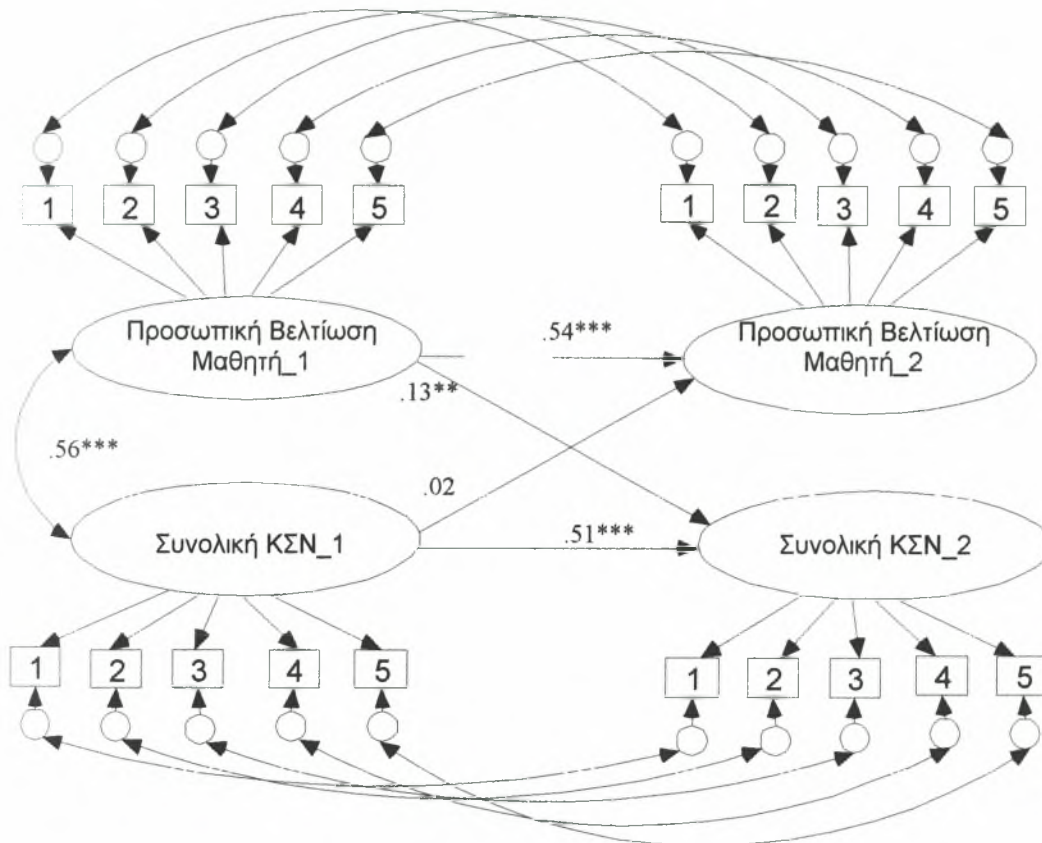 1 2 3 4 5 1 2 3 4 5
Προσωπική Βελτίωση
Μαθητή_1
.54***
Προσωπική Βελτίωση
Μαθητή_2
.13**
.56***
.02
Συνολική ΚΣΝ_1
.51***
Συνολική ΚΣΝ_2
1 2 3 4 5 1 2 3 4 5